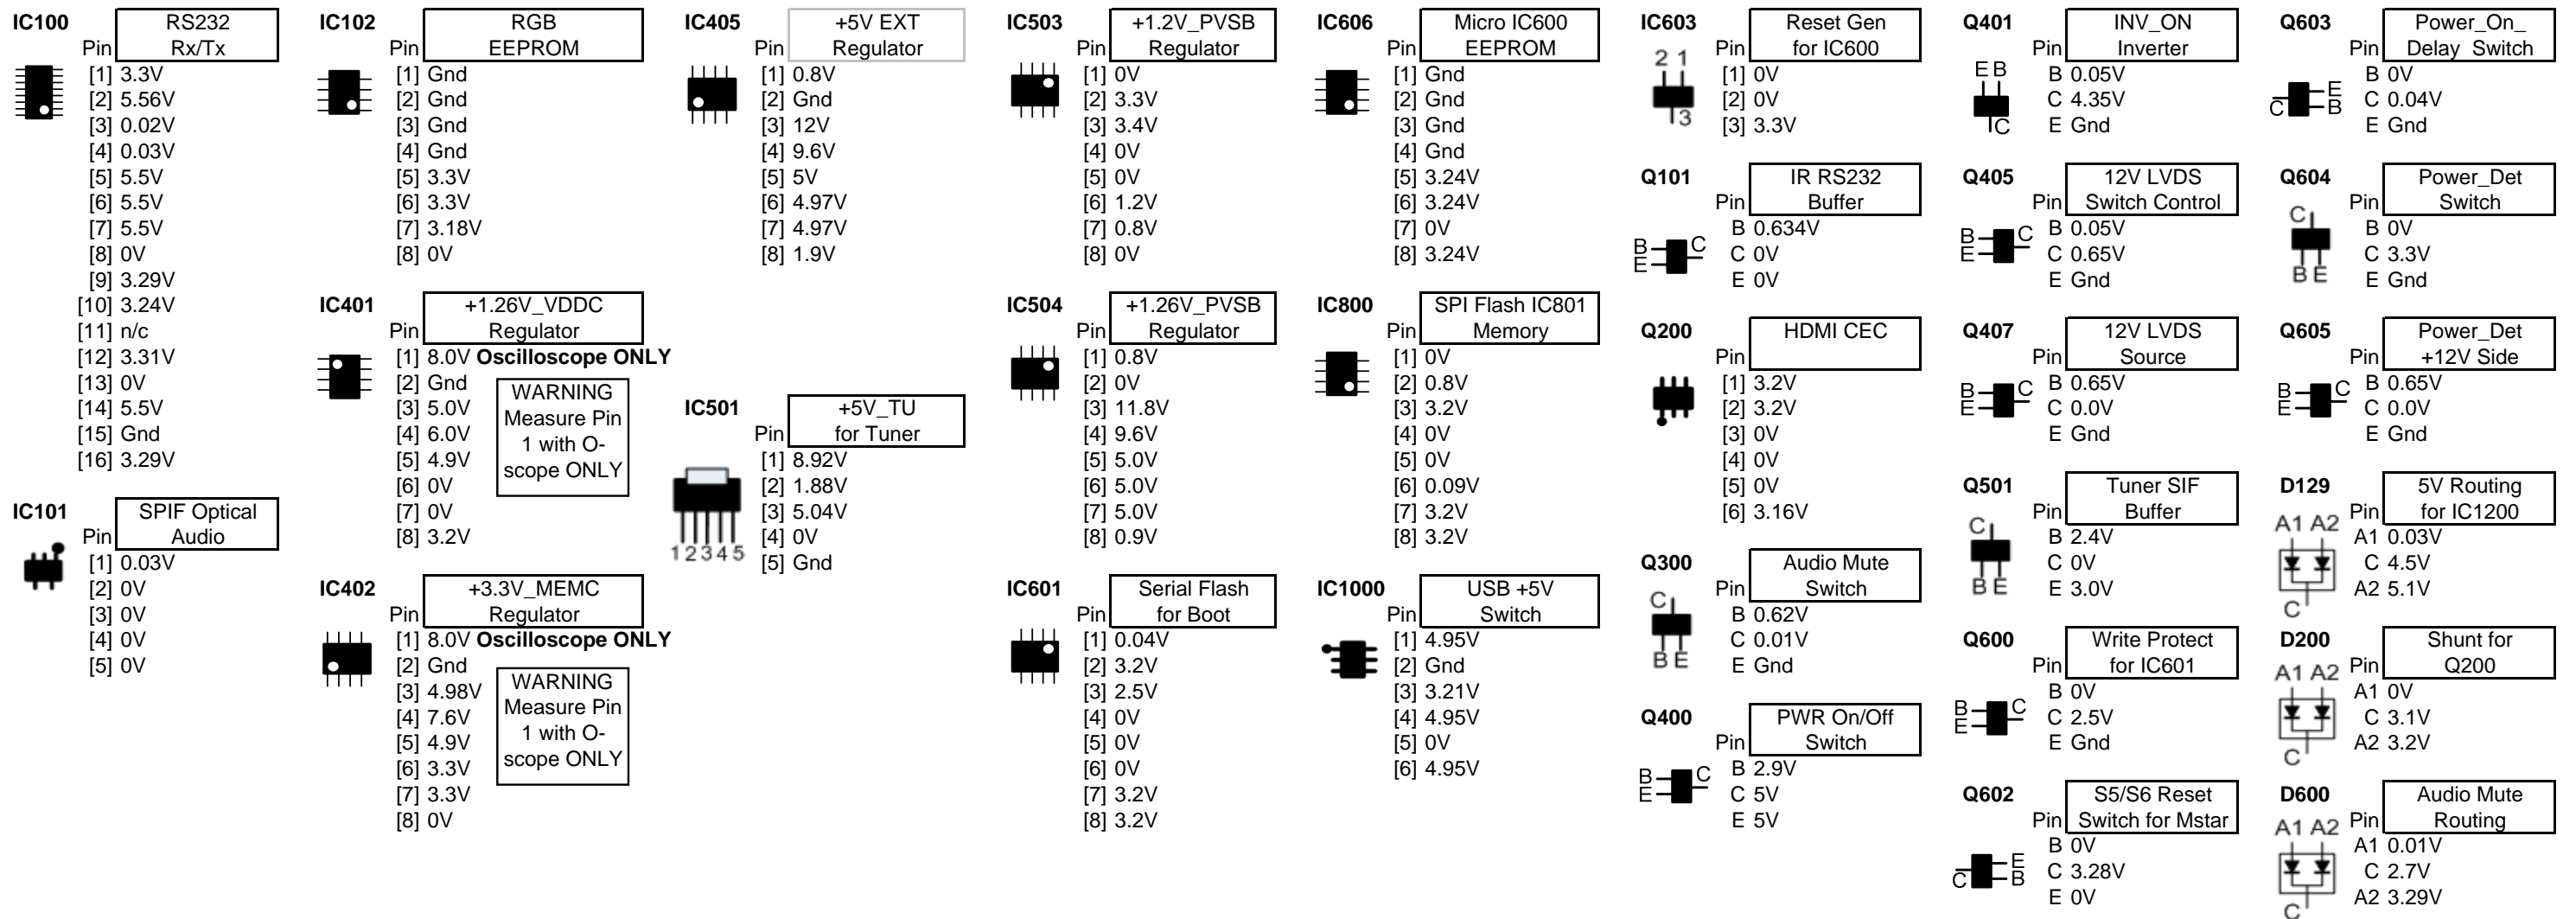 IC100
RS232
Pin Rx/Tx
[1] 3.3V
[2] 5.56V
[3] 0.02V
[4] 0.03V
[5] 5.5V
[6] 5.5V
[7] 5.5V
[8] 0V
[9] 3.29V
[10] 3.24V
[11] n/c
[12] 3.31V
[13] 0V
[14] 5.5V
[15] Gnd
[16] 3.29V
IC101
SPIF Optical
Pin Audio
[1] 0.03V
[2] 0V
[3] 0V
[4] 0V
[5] 0V
IC102
RGB
Pin EEPROM
[1] Gnd
[2] Gnd
[3] Gnd
[4] Gnd
[5] 3.3V
[6] 3.3V
[7] 3.18V
[8] 0V
IC401
+1.26V_VDDC
Pin Regulator
[1] 8.0V Oscilloscope ONLY
[2] Gnd
[3] 5.0V
[4] 6.0V
[5] 4.9V
[6] 0V
[7] 0V
[8] 3.2V
WARNING
Measure Pin
1 with O-
scope ONLY
IC402
+3.3V_MEMC
Pin Regulator
[1] 8.0V Oscilloscope ONLY
[2] Gnd
[3] 4.98V
[4] 7.6V
[5] 4.9V
[6] 3.3V
[7] 3.3V
[8] 0V
WARNING
Measure Pin
1 with O-
scope ONLY
IC405
+5V EXT
Pin Regulator
[1] 0.8V
[2] Gnd
[3] 12V
[4] 9.6V
[5] 5V
[6] 4.97V
[7] 4.97V
[8] 1.9V
IC501
+5V_TU
Pin for Tuner
[1] 8.92V
[2] 1.88V
[3] 5.04V
[4] 0V
[5] Gnd
1 2 3 4 5
IC503
+1.2V_PVSB
Pin Regulator
[1] 0V
[2] 3.3V
[3] 3.4V
[4] 0V
[5] 0V
[6] 1.2V
[7] 0.8V
[8] 0V
IC504
+1.26V_PVSB
Pin Regulator
[1] 0.8V
[2] 0V
[3] 11.8V
[4] 9.6V
[5] 5.0V
[6] 5.0V
[7] 5.0V
[8] 0.9V
IC601
Serial Flash
Pin for Boot
[1] 0.04V
[2] 3.2V
[3] 2.5V
[4] 0V
[5] 0V
[6] 0V
[7] 3.2V
[8] 3.2V
IC606
Micro IC600
Pin EEPROM
[1] Gnd
[2] Gnd
[3] Gnd
[4] Gnd
[5] 3.24V
[6] 3.24V
[7] 0V
[8] 3.24V
IC800
SPI Flash IC801
Pin Memory
[1] 0V
[2] 0.8V
[3] 3.2V
[4] 0V
[5] 0V
[6] 0.09V
[7] 3.2V
[8] 3.2V
IC1000
USB +5V
Pin Switch
[1] 4.95V
[2] Gnd
[3] 3.21V
[4] 4.95V
[5] 0V
[6] 4.95V
IC603
Reset Gen
Pin for IC600
2 1
3
[1] 0V
[2] 0V
[3] 3.3V
Q101
IR RS232
Pin Buffer
B C
E
B 0.634V
C 0V
E 0V
Q200
HDMI CEC
Pin
[1] 3.2V
[2] 3.2V
[3] 0V
[4] 0V
[5] 0V
[6] 3.16V
Q300
Audio Mute
Pin Switch
C
B E
B 0.62V
C 0.01V
E Gnd
Q400
PWR On/Off
Pin Switch
B C
E
B 2.9V
C 5V
E 5V
Q401
INV_ON
Pin Inverter
E B
C
B 0.05V
C 4.35V
E Gnd
Q405
12V LVDS
Pin Switch Control
B C
E
B 0.05V
C 0.65V
E Gnd
Q407
12V LVDS
Pin Source
B C
E
B 0.65V
C 0.0V
E Gnd
Q501
Tuner SIF
Pin Buffer
C
B E
B 2.4V
C 0V
E 3.0V
Q600
Write Protect
Pin for IC601
B C
E
B 0V
C 2.5V
E Gnd
Q602
S5/S6 Reset
Pin Switch for Mstar
E
C B
B 0V
C 3.28V
E 0V
Q603
Power_On_
Pin Delay Switch
E
C B
B 0V
C 0.04V
E Gnd
Q604
Power_Det
Pin Switch
C
B E
B 0V
C 3.3V
E Gnd
Q605
Power_Det
Pin +12V Side
B C
E
B 0.65V
C 0.0V
E Gnd
D129
5V Routing
Pin for IC1200
A1 A2
C
A1 0.03V
C 4.5V
A2 5.1V
D200
Shunt for
Pin Q200
A1 A2
C
A1 0V
C 3.1V
A2 3.2V
D600
Audio Mute
Pin Routing
A1 A2
C
A1 0.01V
C 2.7V
A2 3.29V